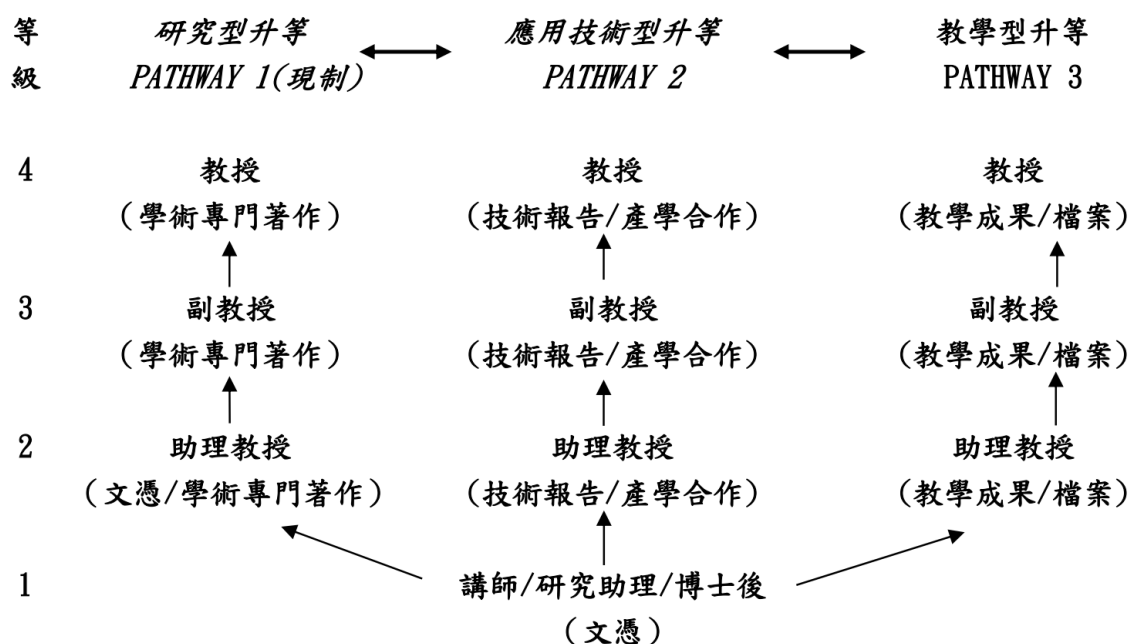 等 研究型升等 應用技術型升等 教學型升等
級 PATHWAY 1(現制) PATHWAY 2 PATHWAY 3
4 教授 教授 教授
(學術專門著作) (技術報告/產學合作) (教學成果/檔案)
3 副教授 副教授 副教授
(學術專門著作) (技術報告/產學合作) (教學成果/檔案)
2 助理教授 助理教授 助理教授
(文憑/學術專門著作) (技術報告/產學合作) (教學成果/檔案)
1 講師/研究助理/博士後
(文憑)